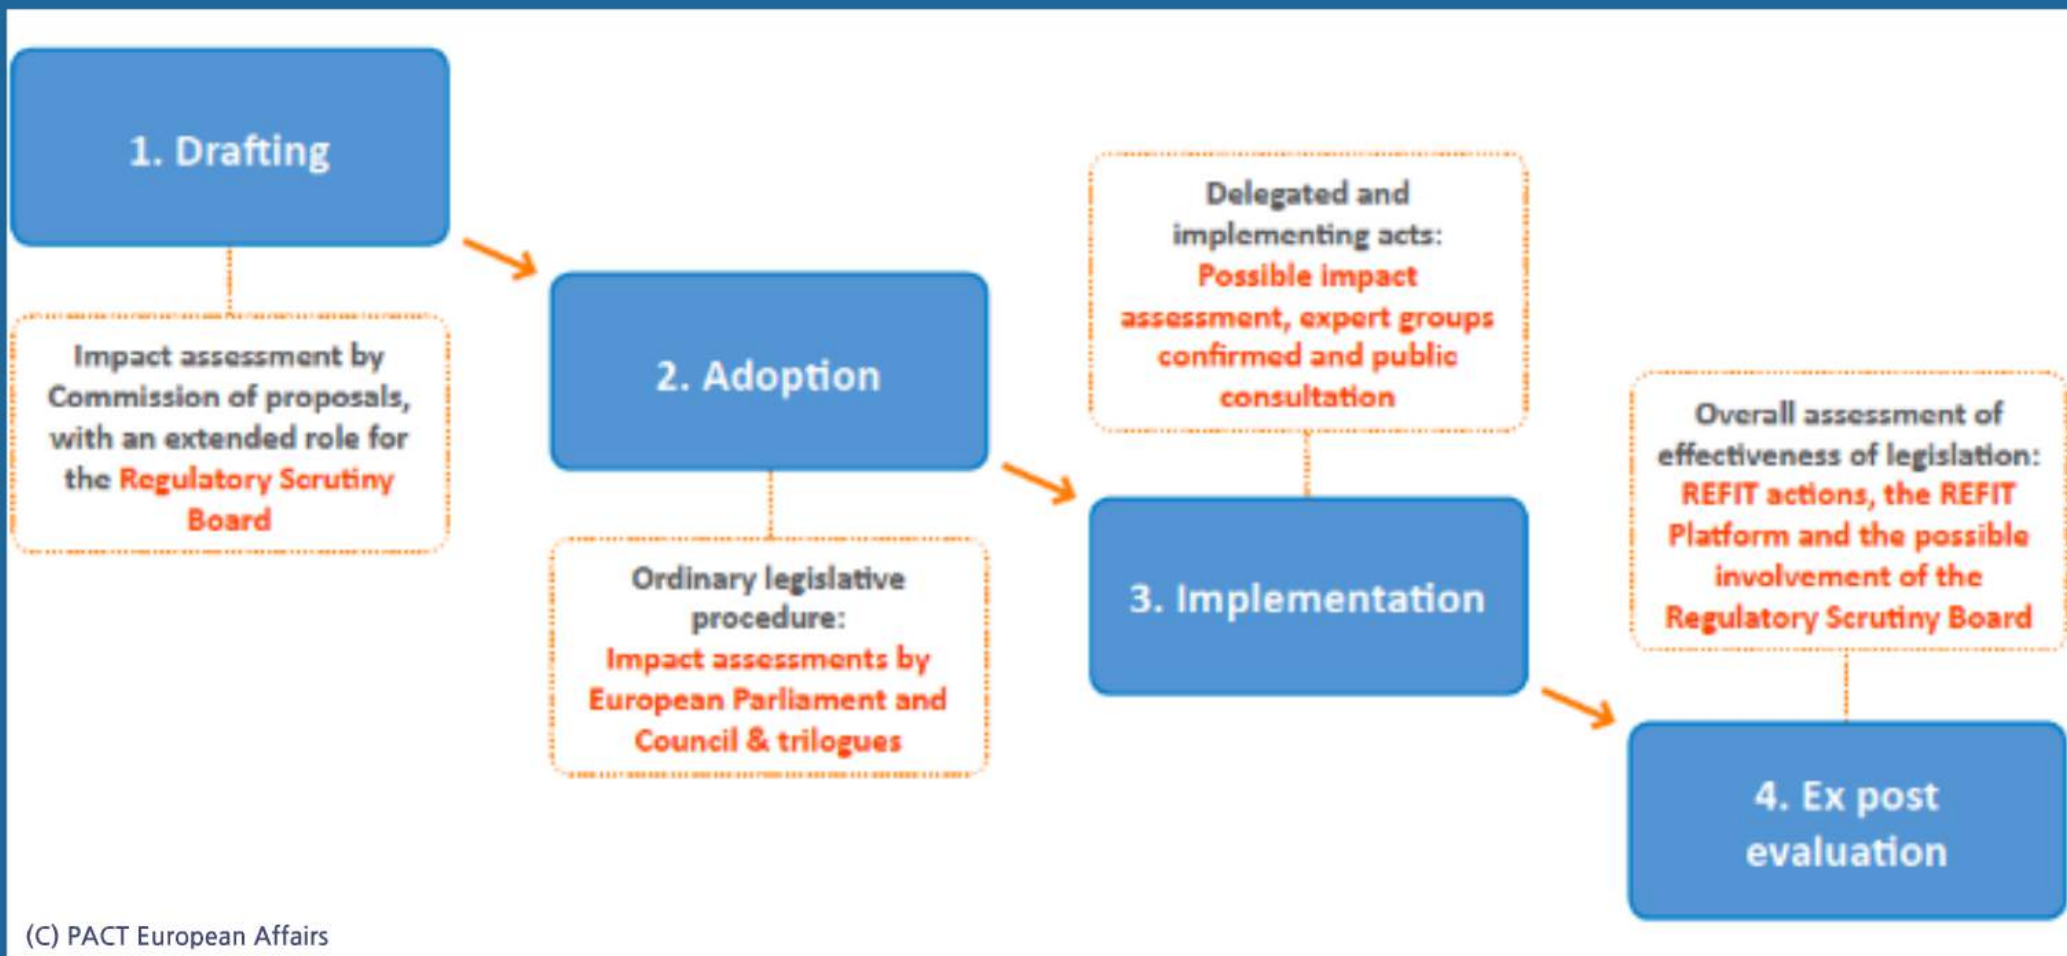 1. Drafting
Impact assessment by
Commission of proposals,
with an extended role for
the Regulatory Scrutiny
Board
2. Adoption
Ordinary legislative
procedure:
Impact assessments by
European Parliament and
Council & trilogues
Delegated and
implementing acts:
Possible impact
assessment, expert groups
confirmed and public
consultation
3. Implementation
Overall assessment of
effectiveness of legislation:
REFIT actions, the REFIT
Platform and the possible
involvement of the
Regulatory Scrutiny Board
4. Ex post
evaluation
(C) PACT European Affairs